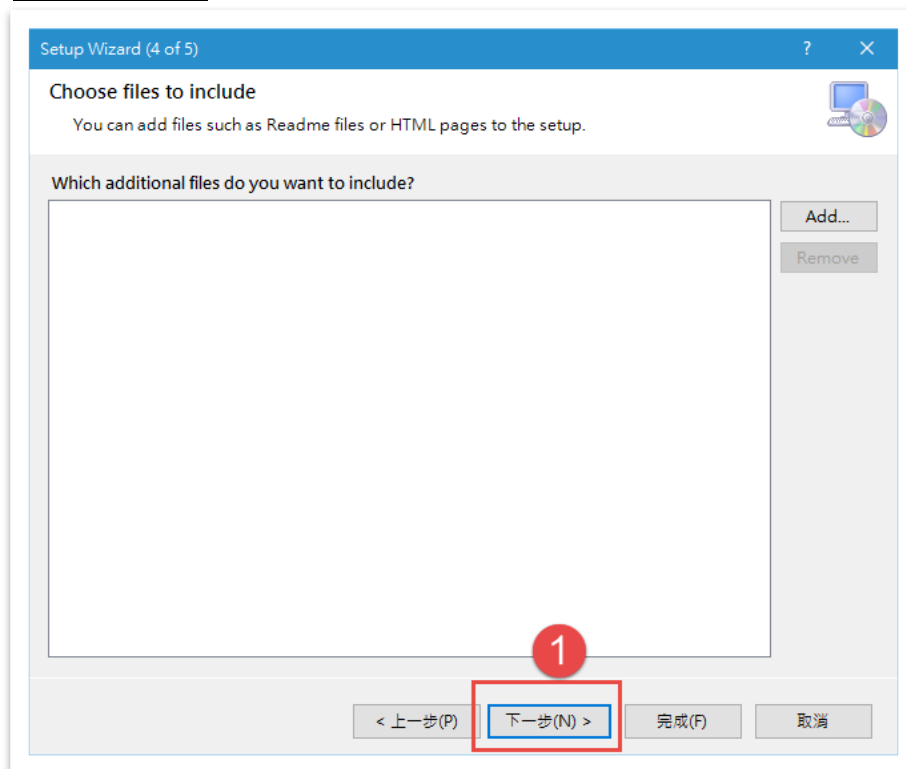 Setup Wizard (4 of 5) ? ×
Choose files to include
You can add files such as Readme files or HTML pages to the setup.
Which additional files do you want to include?
Add...
Remove
1
< 上一步(P) 下一步(N) > 完成(F) 取消